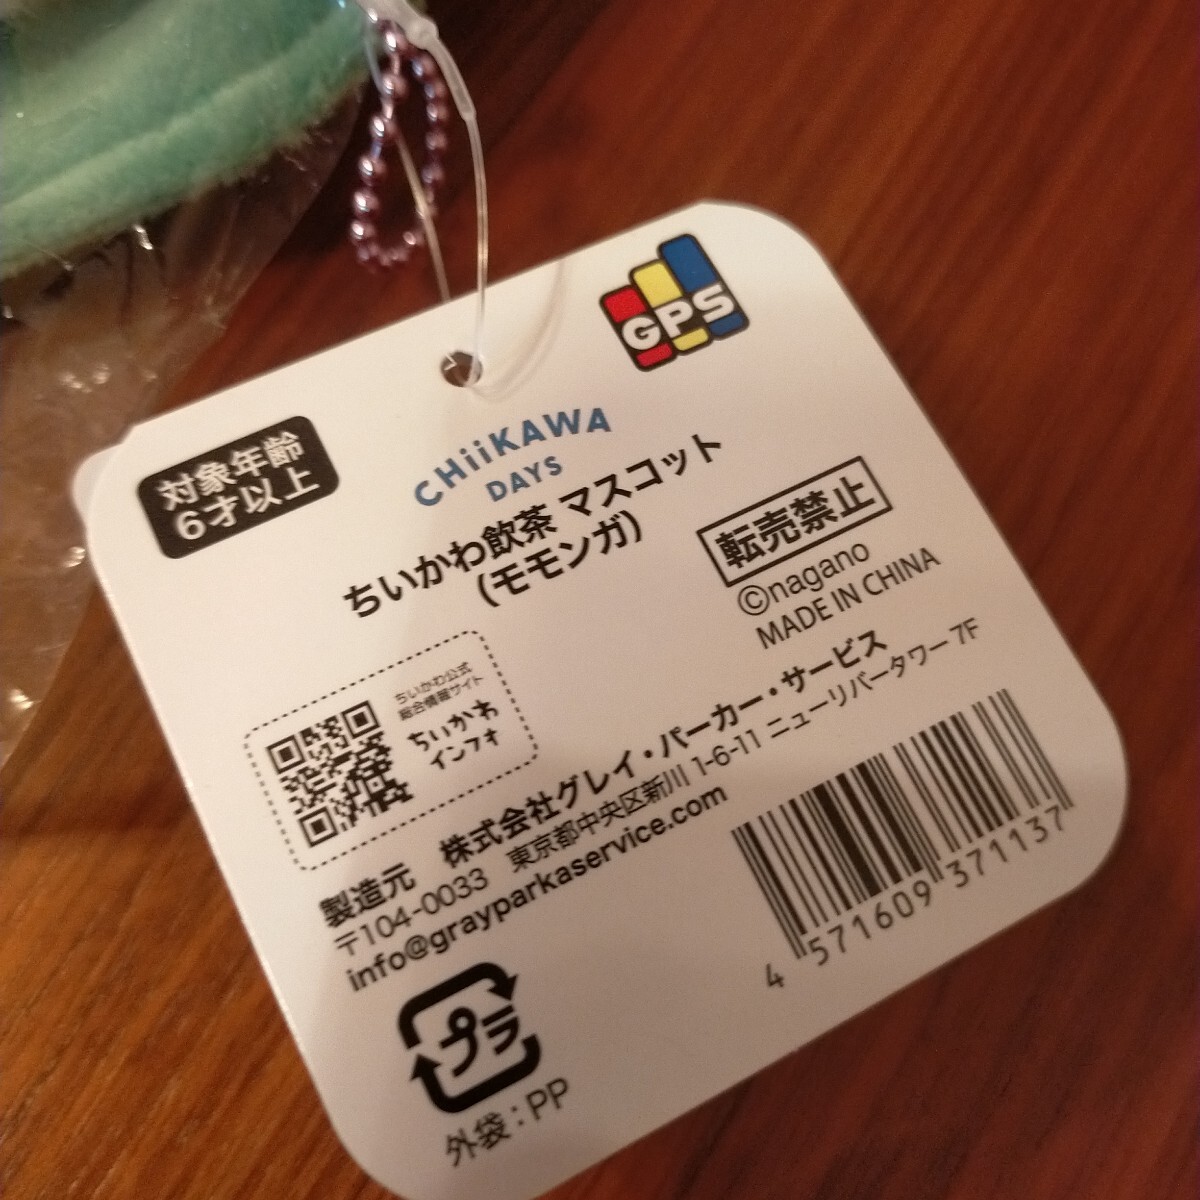 GPS
対象年齢
6才以上
CHiiKAWA
DAYS
ちいかわ飲茶 マスコット
(モモンガ)
転売禁止
©nagano
MADE IN CHINA
ちいかわ公式
総合情報サイト
ちいかわ
インフォ
製造元 株式会社グレイ・パーカー・サービス
〒104-0033 東京都中央区新川 1-6-11 ニューリバータワー 7F
info@grayparkaservice.com
4 571609 371137
プラ
外袋:PP